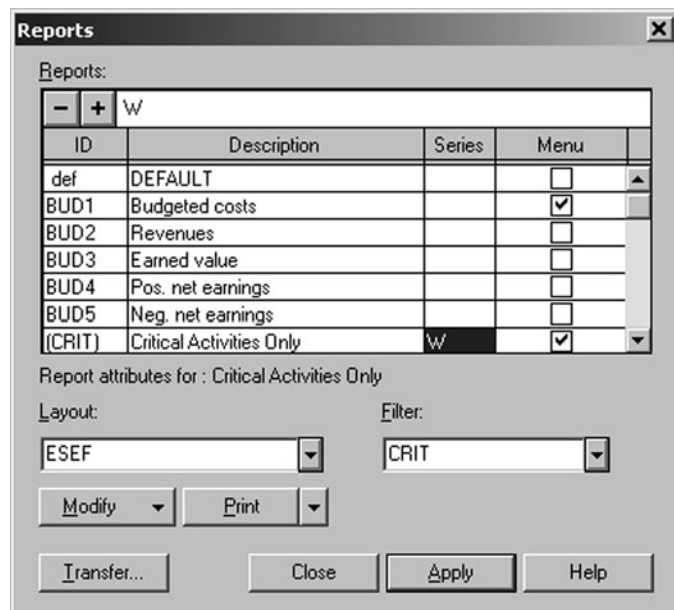 Reports
Reports:
− + W
ID Description Series Menu
def DEFAULT
BUD1 Budgeted costs
BUD2 Revenues
BUD3 Earned value
BUD4 Pos. net earnings
BUD5 Neg. net earnings
(CRIT) Critical Activities Only W
Report attributes for : Critical Activities Only
Layout: Filter:
ESEF CRIT
Modify Print
Transfer... Close Apply Help